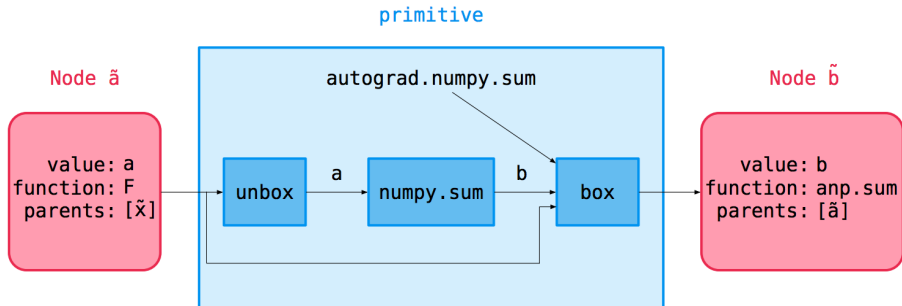 primitive
Node ã
Node b̃
autograd.numpy.sum
value: a
function: F
parents: [x̃]
unbox
a
numpy.sum
b
box
value: b
function: anp.sum
parents: [ã]